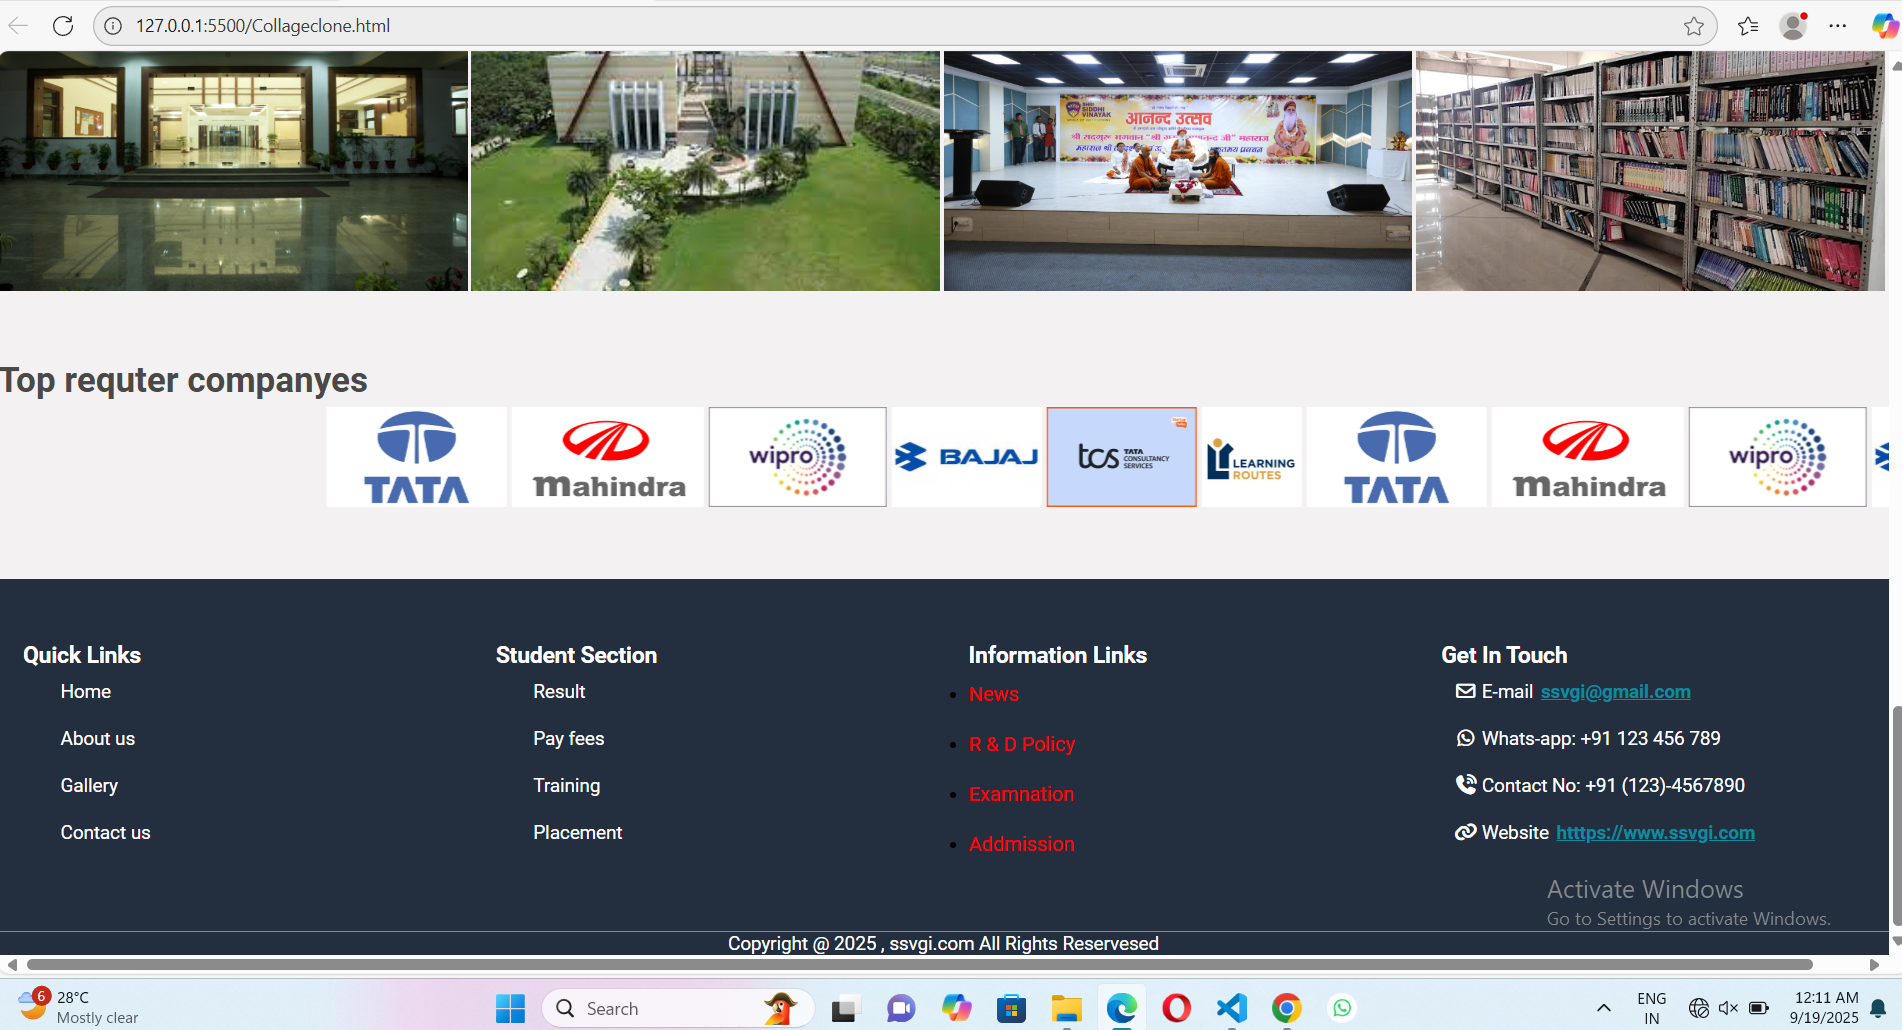 127.0.0.1:5500/Collageclone.html
SHRI
SIDDHI
VINAYAK
आनन्द उत्सव
Top requter companyes
TATA
mahindra
wipro
BAJAJ
tcs TATA CONSULTANCY SERVICES
LEARNING ROUTES
TATA
mahindra
wipro
Quick Links
Home
About us
Gallery
Contact us
Student Section
Result
Pay fees
Training
Placement
Information Links
News
R & D Policy
Examnation
Addmission
Get In Touch
E-mail ssvgi@gmail.com
Whats-app: +91 123 456 789
Contact No: +91 (123)-4567890
Website htttps://www.ssvgi.com
Activate Windows
Go to Settings to activate Windows.
Copyright @ 2025 , ssvgi.com All Rights Reservesed
6
28°C
Mostly clear
Search
ENG
IN
12:11 AM
9/19/2025